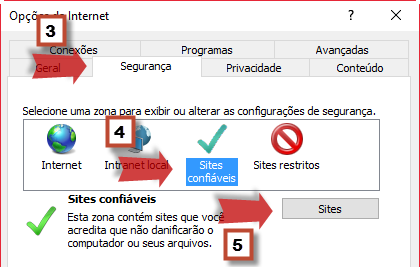 Opções de Internet
?
3
Conexões Programas Avançadas
Geral Segurança Privacidade Conteúdo
Selecione uma zona para exibir ou alterar as configurações de segurança.
4
Internet Intranet local Sites confiáveis Sites restritos
Sites confiáveis
Esta zona contém sites que você
acredita que não danificarão o
computador ou seus arquivos.
Sites
5